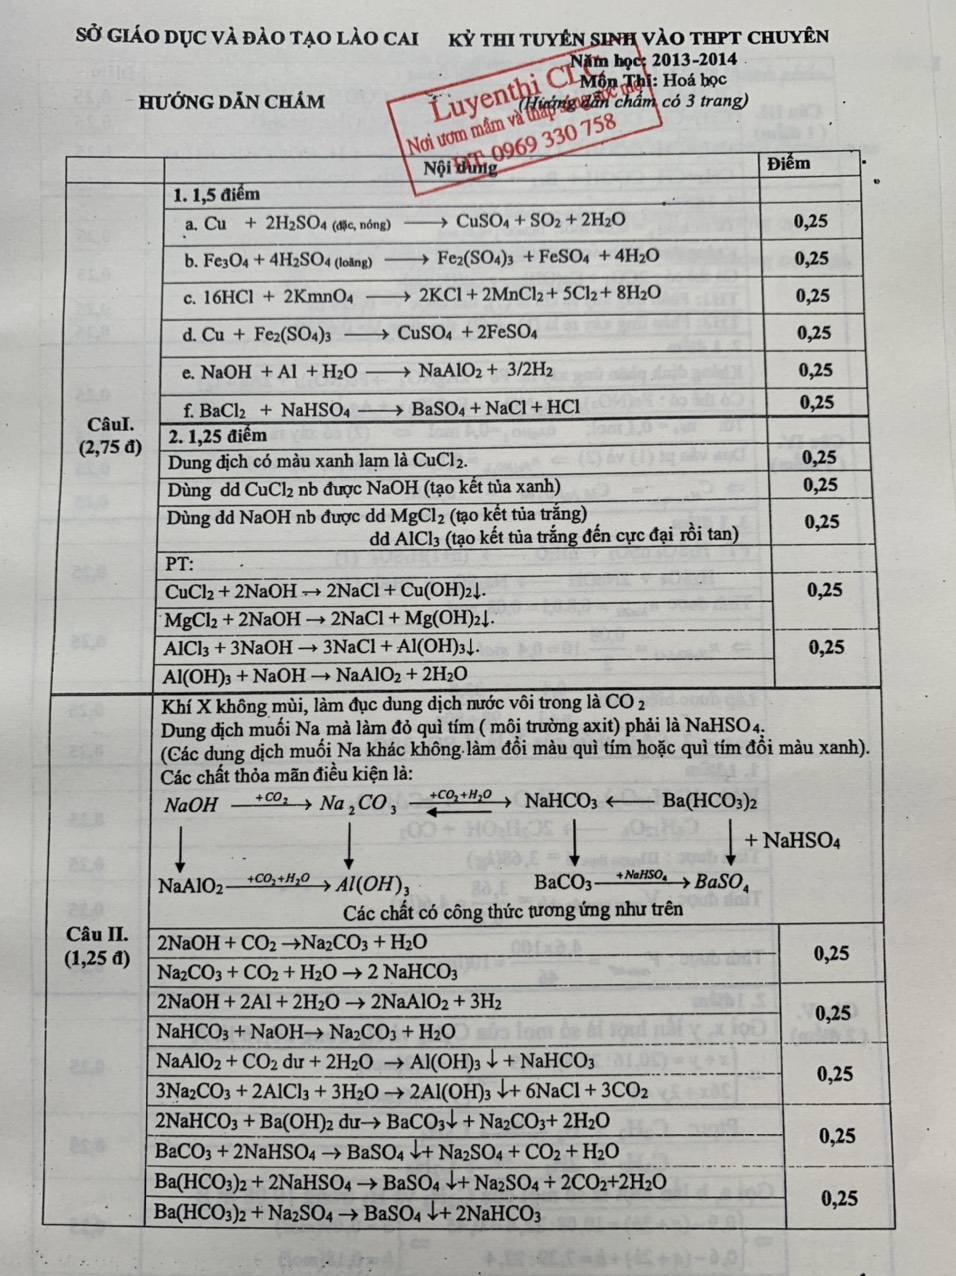 SỞ GIÁO DỤC VÀ ĐÀO TẠO LÀO CAI KỲ THI TUYỂN SINH VÀO THPT CHUYÊN
Năm học: 2013-2014
Môn Thi: Hoá học
HƯỚNG DẪN CHẤM (Hướng dẫn chấm có 3 trang)
Luyenthi CLC
Nơi ươm mầm và thắp sáng ước mơ
ĐT 0969 330 758
Nội dung Điểm
1. 1,5 điểm
a. Cu + 2H₂SO₄ (đặc, nóng) ⟶ CuSO₄ + SO₂ + 2H₂O 0,25
b. Fe₃O₄ + 4H₂SO₄ (loãng) ⟶ Fe₂(SO₄)₃ + FeSO₄ + 4H₂O 0,25
c. 16HCl + 2KmnO₄ ⟶ 2KCl + 2MnCl₂ + 5Cl₂ + 8H₂O 0,25
d. Cu + Fe₂(SO₄)₃ ⟶ CuSO₄ + 2FeSO₄ 0,25
e. NaOH + Al + H₂O ⟶ NaAlO₂ + 3/2H₂ 0,25
f. BaCl₂ + NaHSO₄ ⟶ BaSO₄ + NaCl + HCl 0,25
CâuI.
(2,75 đ)
2. 1,25 điểm
Dung dịch có màu xanh lam là CuCl₂. 0,25
Dùng dd CuCl₂ nb được NaOH (tạo kết tủa xanh) 0,25
Dùng dd NaOH nb được dd MgCl₂ (tạo kết tủa trắng) 0,25
dd AlCl₃ (tạo kết tủa trắng đến cực đại rồi tan)
PT:
CuCl₂ + 2NaOH → 2NaCl + Cu(OH)₂↓. 0,25
MgCl₂ + 2NaOH → 2NaCl + Mg(OH)₂↓.
AlCl₃ + 3NaOH → 3NaCl + Al(OH)₃↓. 0,25
Al(OH)₃ + NaOH → NaAlO₂ + 2H₂O
Khí X không mùi, làm đục dung dịch nước vôi trong là CO ₂
Dung dịch muối Na mà làm đỏ quì tím ( môi trường axit) phải là NaHSO₄.
(Các dung dịch muối Na khác không làm đổi màu quì tím hoặc quì tím đổi màu xanh).
Các chất thỏa mãn điều kiện là:
NaOH +CO₂ → Na₂CO₃ +CO₂+H₂O ⇄ NaHCO₃ ← Ba(HCO₃)₂
↓ ↓ ↓ ↓ + NaHSO₄
NaAlO₂ +CO₂+H₂O → Al(OH)₃ BaCO₃ +NaHSO₄ → BaSO₄
Các chất có công thức tương ứng như trên
Câu II.
(1,25 đ)
2NaOH + CO₂ →Na₂CO₃ + H₂O 0,25
Na₂CO₃ + CO₂ + H₂O → 2 NaHCO₃
2NaOH + 2Al + 2H₂O → 2NaAlO₂ + 3H₂ 0,25
NaHCO₃ + NaOH→ Na₂CO₃ + H₂O
NaAlO₂ + CO₂ dư + 2H₂O → Al(OH)₃ ↓ + NaHCO₃ 0,25
3Na₂CO₃ + 2AlCl₃ + 3H₂O → 2Al(OH)₃ ↓+ 6NaCl + 3CO₂
2NaHCO₃ + Ba(OH)₂ dư→ BaCO₃↓ + Na₂CO₃+ 2H₂O 0,25
BaCO₃ + 2NaHSO₄ → BaSO₄ ↓+ Na₂SO₄ + CO₂ + H₂O
Ba(HCO₃)₂ + 2NaHSO₄ → BaSO₄ ↓+ Na₂SO₄ + 2CO₂+2H₂O 0,25
Ba(HCO₃)₂ + Na₂SO₄ → BaSO₄ ↓+ 2NaHCO₃